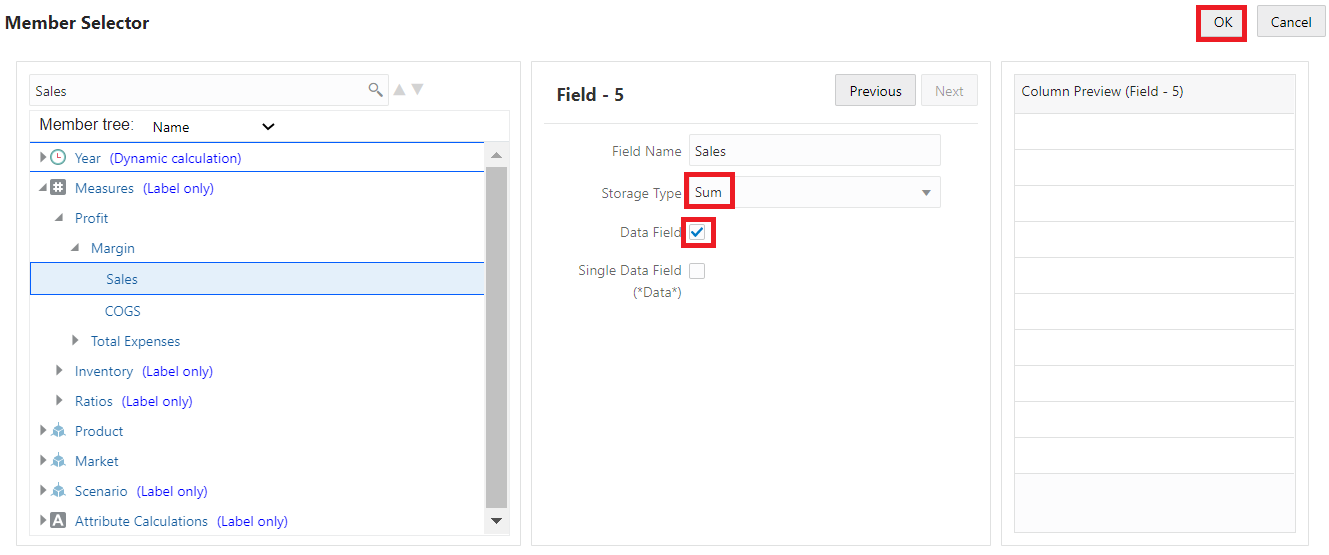 Member Selector
OK
Cancel
Sales
Member tree:
Name
Year (Dynamic calculation)
Measures (Label only)
Profit
Margin
Sales
COGS
Total Expenses
Inventory (Label only)
Ratios (Label only)
Product
Market
Scenario (Label only)
A
Attribute Calculations (Label only)
Field - 5
Previous
Next
Field Name
Sales
Storage Type
Sum
Data Field
Single Data Field
(*Data*)
Column Preview (Field - 5)